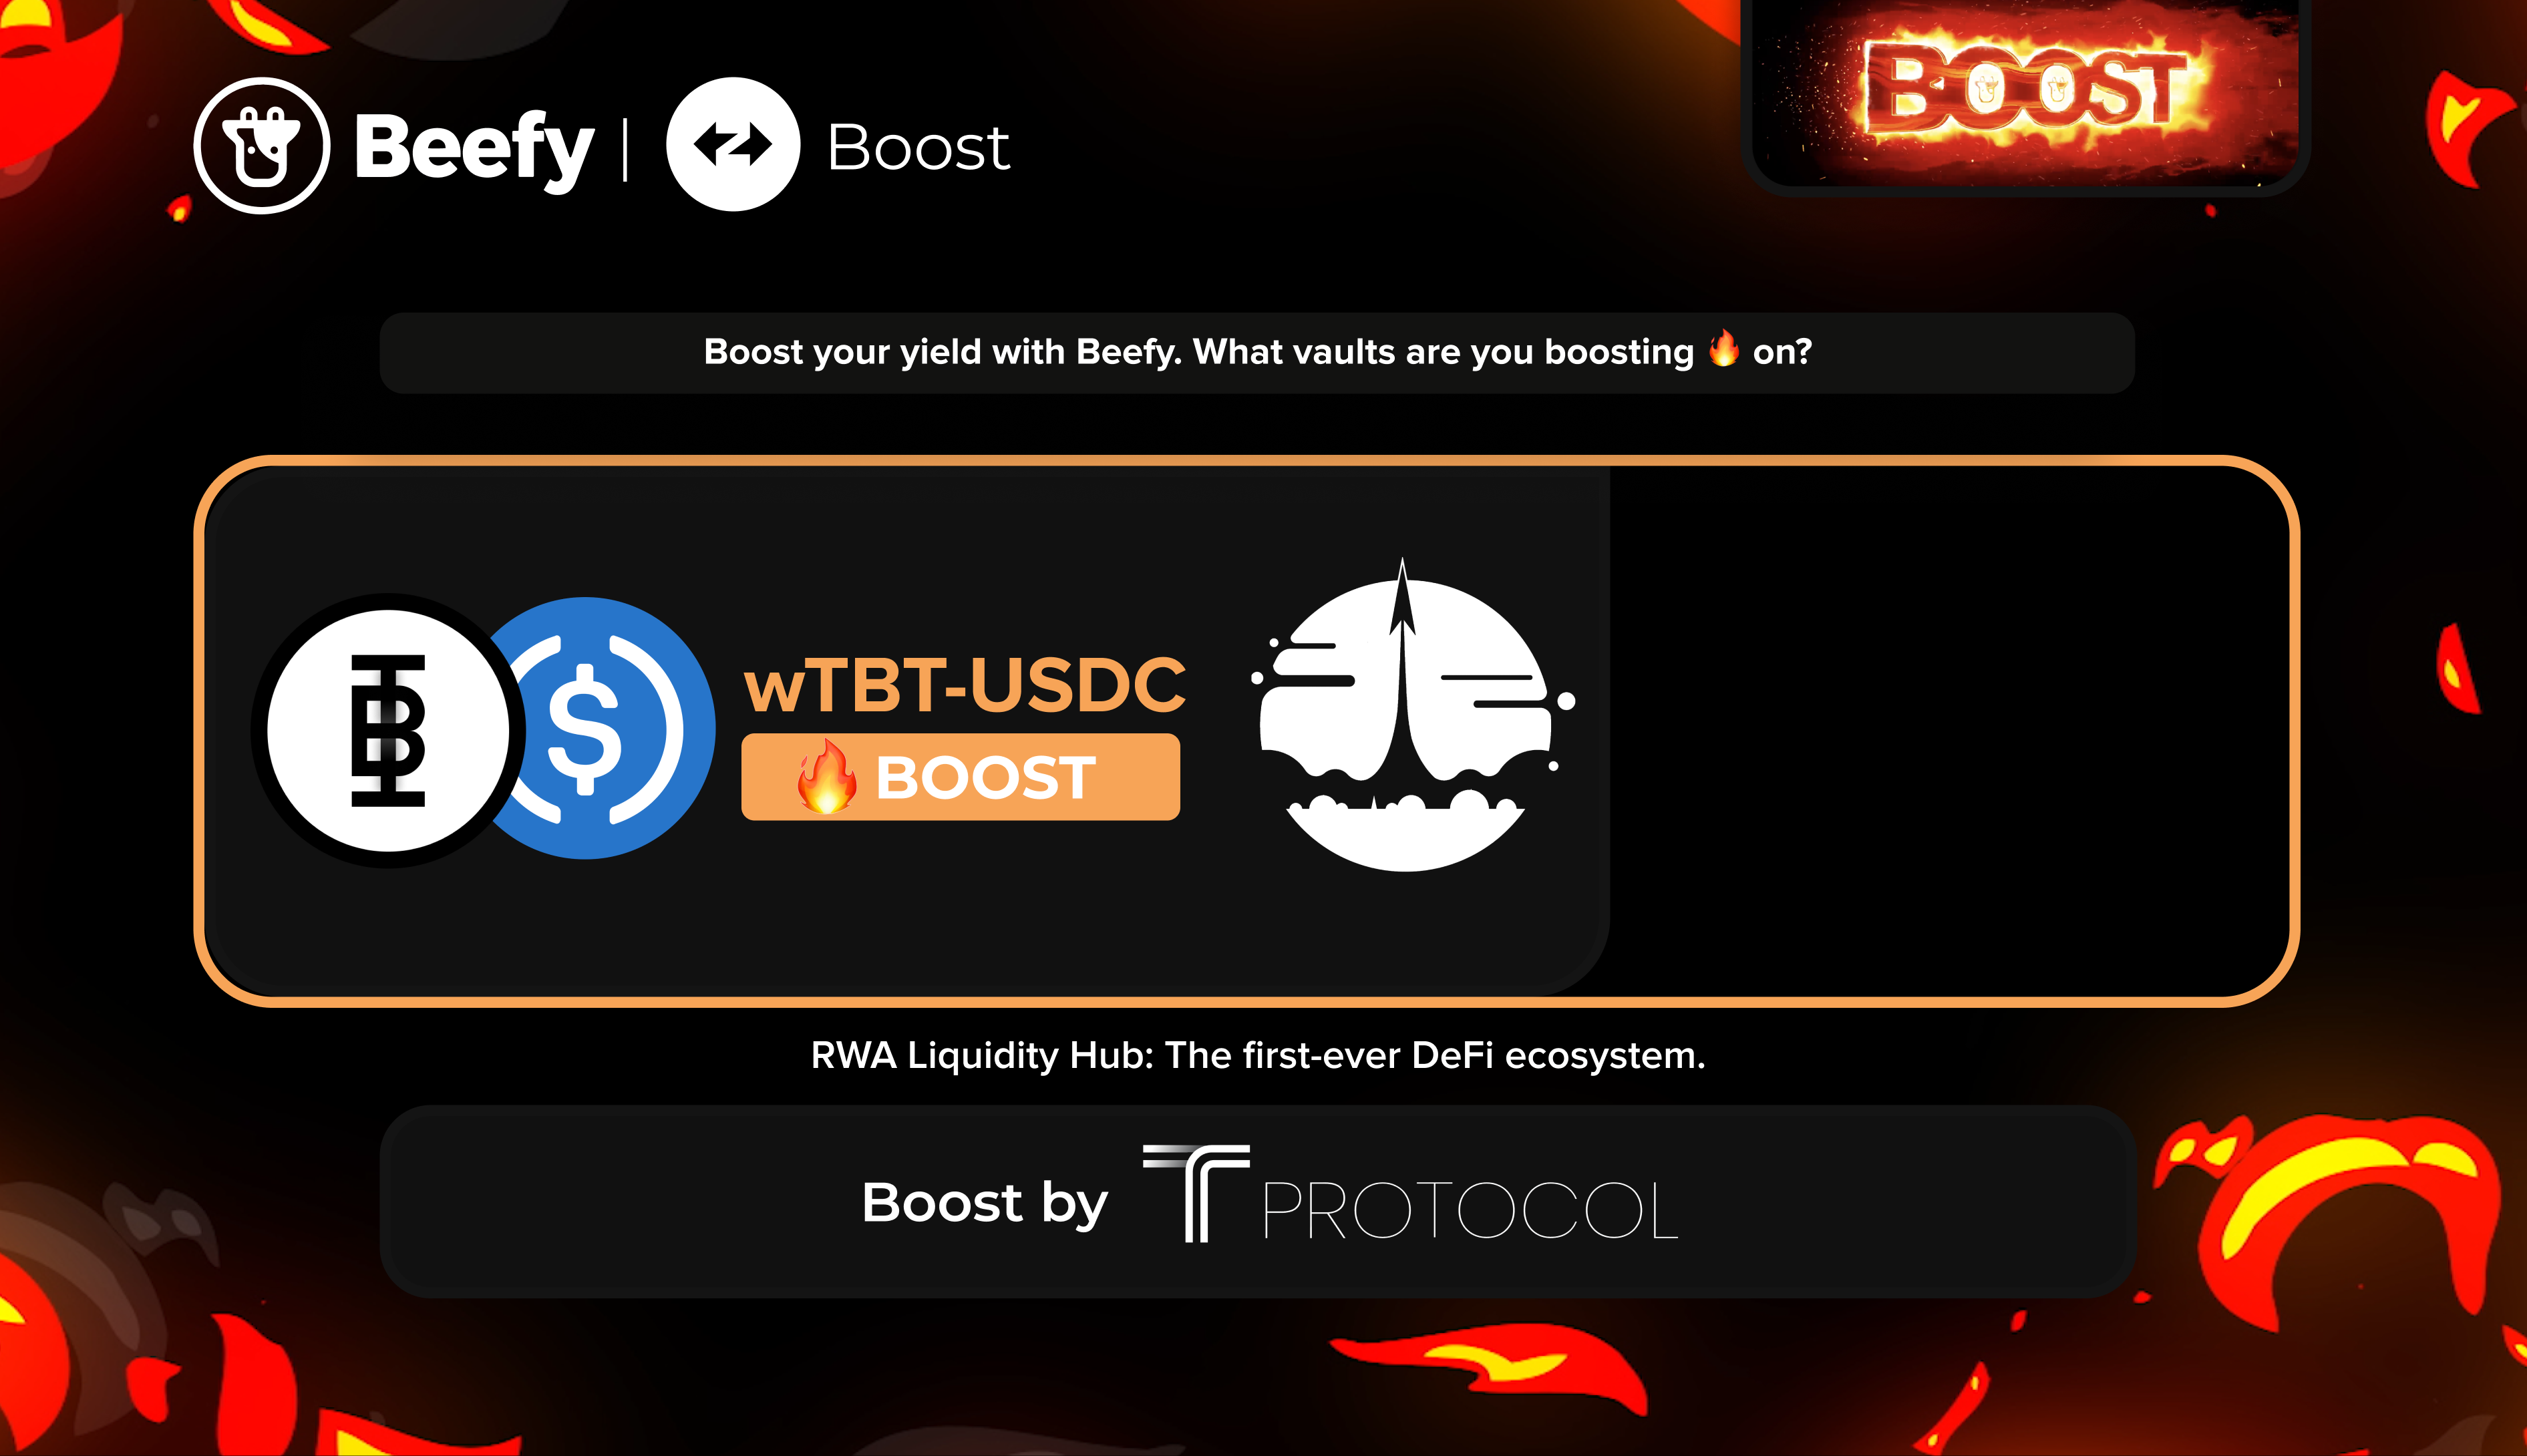 Beefy | Boost
BOOST
Boost your yield with Beefy. What vaults are you boosting 🔥 on?
wTBT-USDC
🔥 BOOST
RWA Liquidity Hub: The first-ever DeFi ecosystem.
Boost by T PROTOCOL